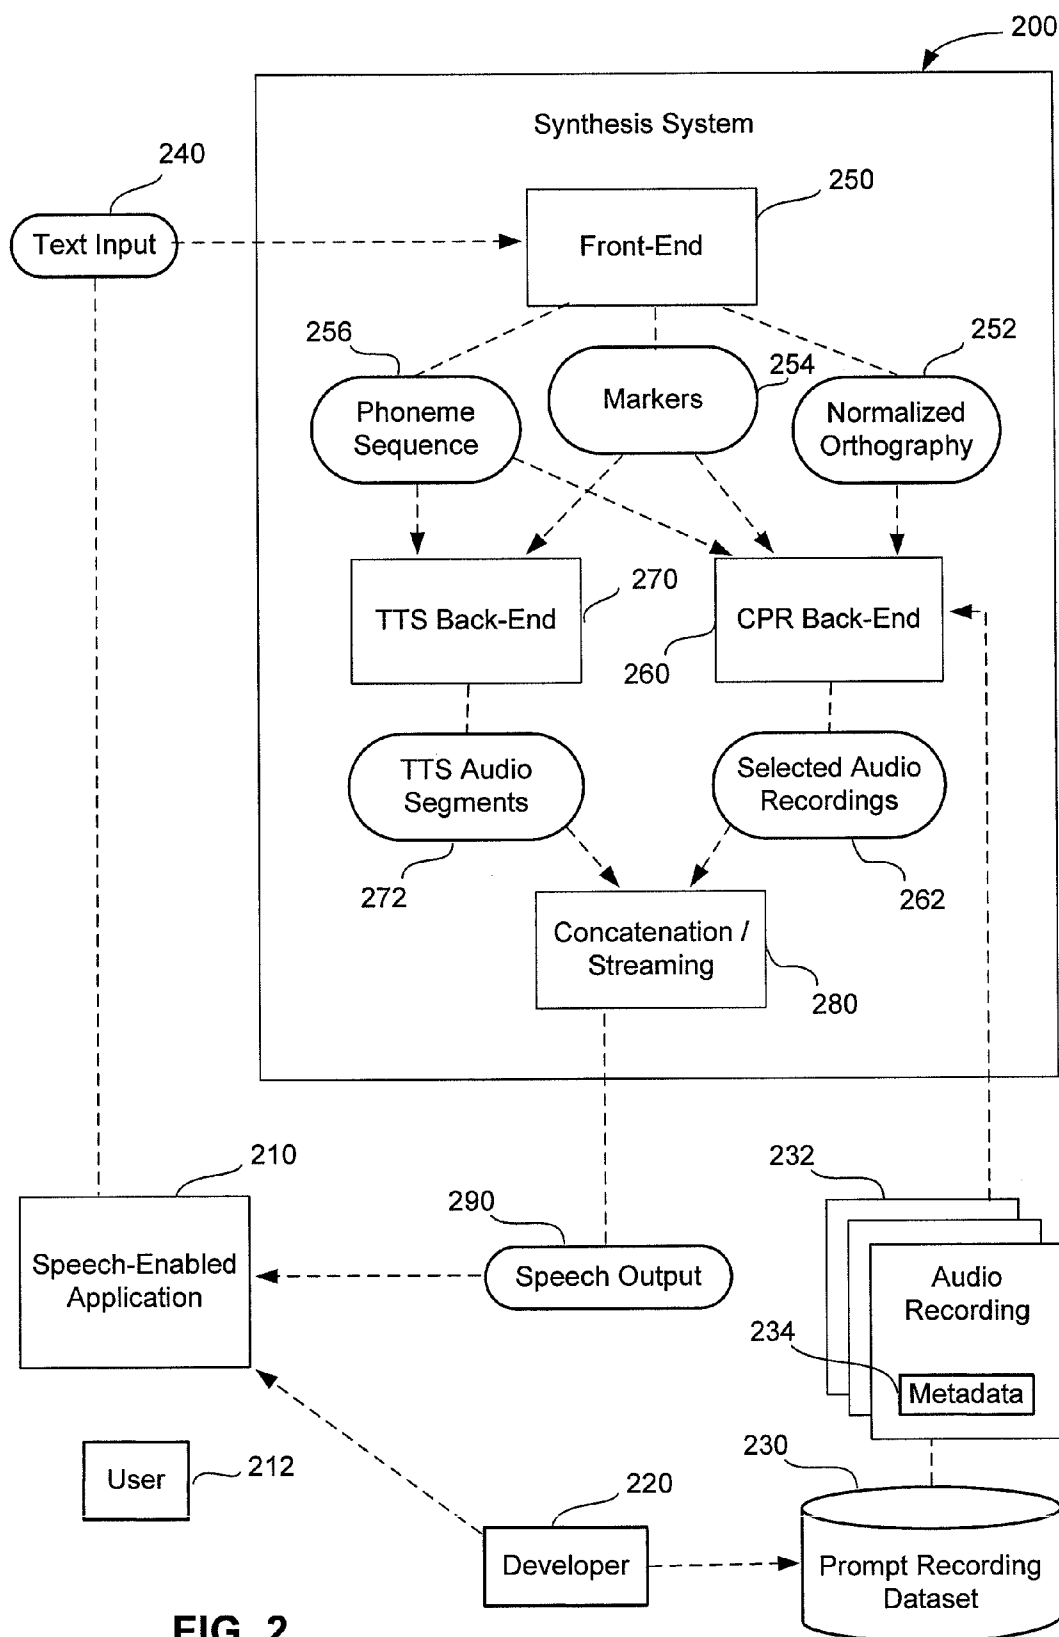 200
Synthesis System
240
250
Text Input
Front-End
256
254
252
Phoneme
Sequence
Markers
Normalized
Orthography
270
TTS Back-End
260
CPR Back-End
TTS Audio
Segments
Selected Audio
Recordings
272
262
Concatenation /
Streaming
280
210
232
290
Speech-Enabled
Application
Speech Output
Audio
Recording
234
Metadata
230
User
212
220
Developer
Prompt Recording
Dataset
FIG. 2